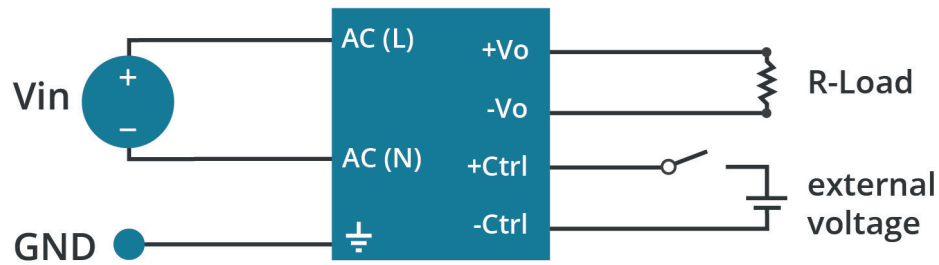 AC (L)
+Vo
Vin
+
−
-Vo
R-Load
AC (N)
+Ctrl
external
voltage
-Ctrl
GND